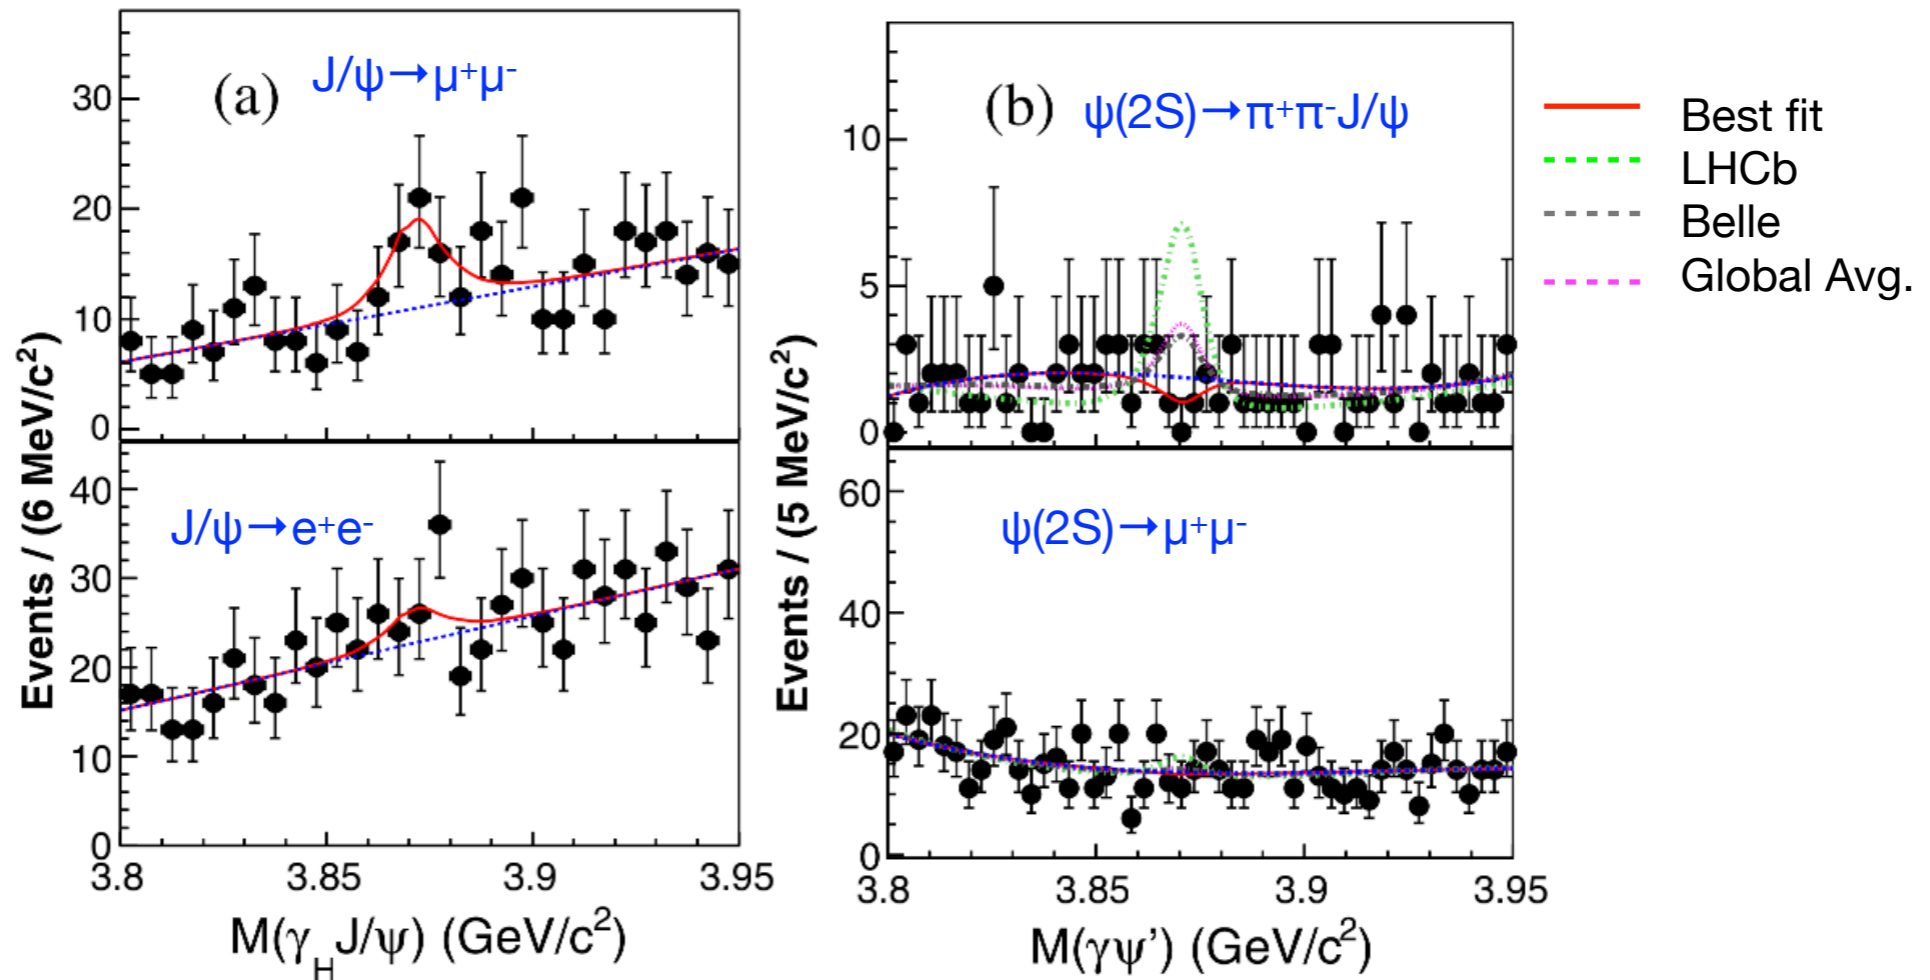 (a)
J/ψ→μ⁺μ⁻
30
20
10
0
J/ψ→e⁺e⁻
40
30
20
10
0
3.8
3.85
3.9
3.95
Events / (6 MeV/c²)
M(γ_H J/ψ) (GeV/c²)
(b)
ψ(2S)→π⁺π⁻J/ψ
10
5
0
ψ(2S)→μ⁺μ⁻
60
40
20
0
3.8
3.85
3.9
3.95
Events / (5 MeV/c²)
M(γψ') (GeV/c²)
Best fit
LHCb
Belle
Global Avg.